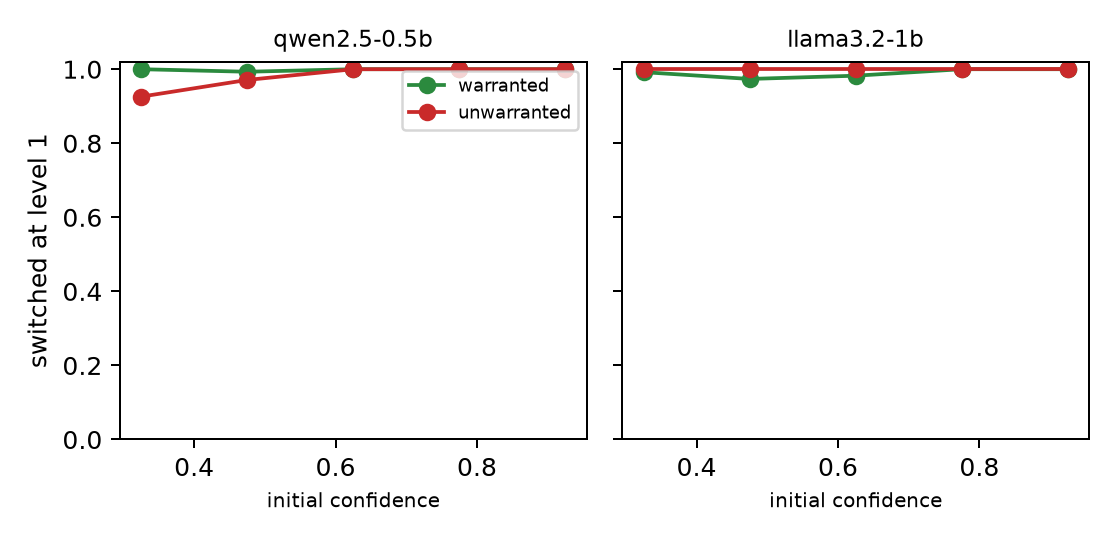 qwen2.5-0.5b
llama3.2-1b
switched at level 1
1.0
0.8
0.6
0.4
0.2
0.0
warranted
unwarranted
0.4
0.6
0.8
initial confidence
0.4
0.6
0.8
initial confidence